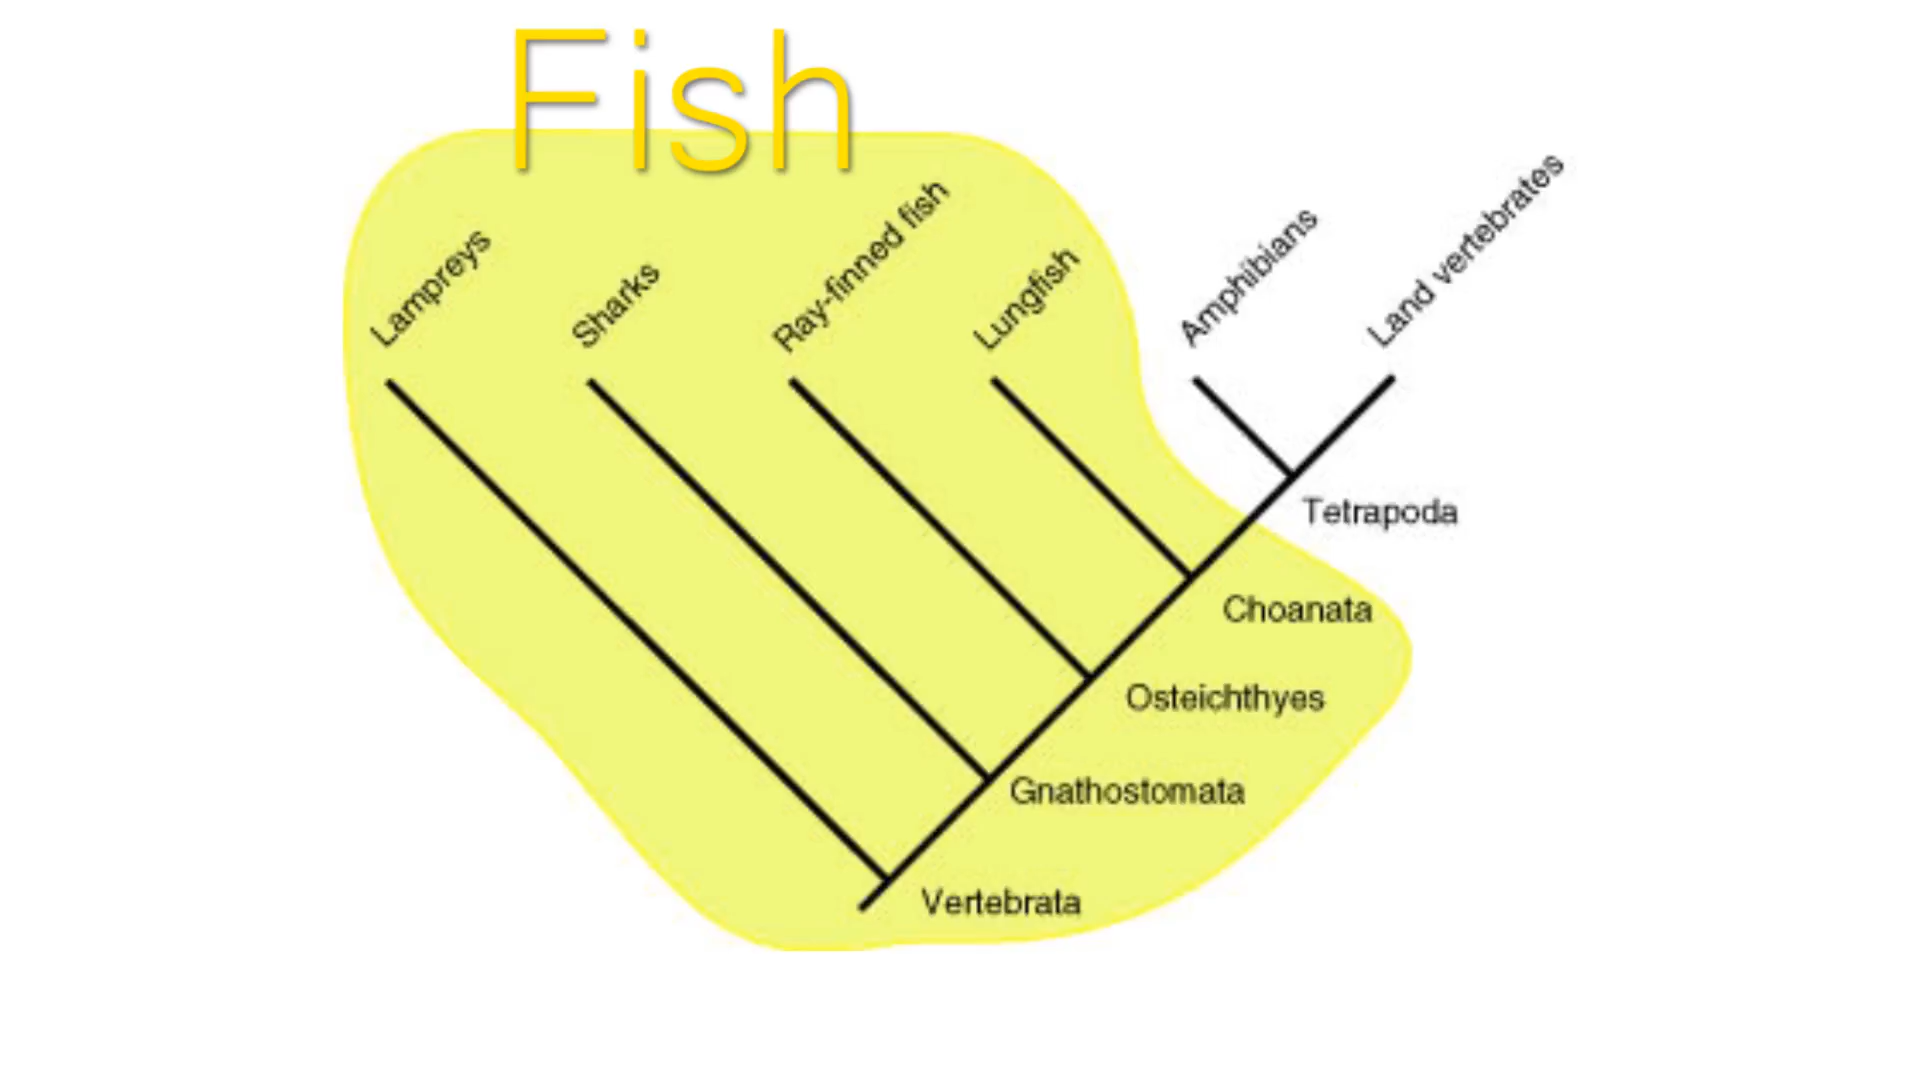 Fish
Lampreys
Sharks
Ray-finned fish
Lungfish
Amphibians
Land vertebrates
Tetrapoda
Choanata
Osteichthyes
Gnathostomata
Vertebrata